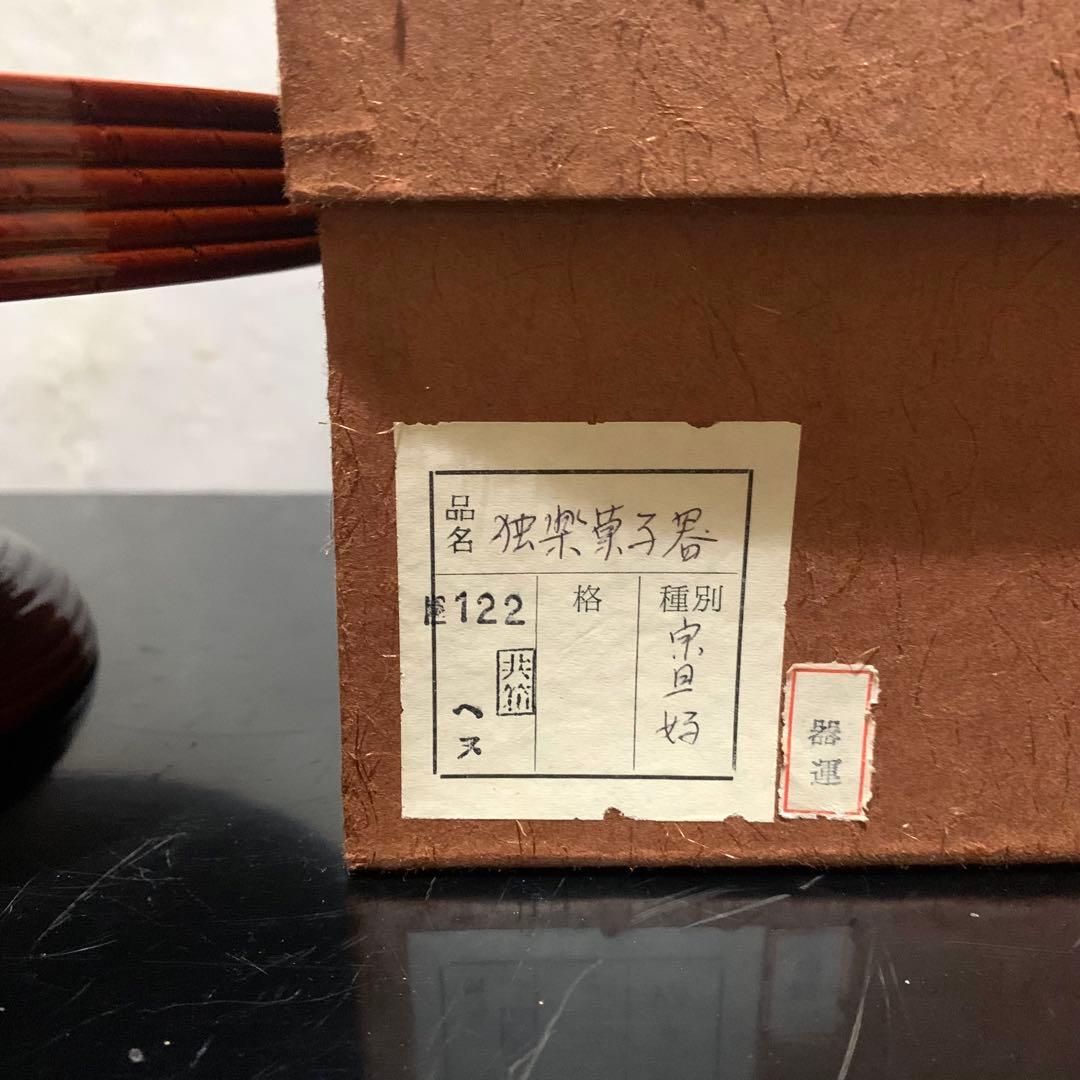 品名 独楽菓子器
種別 宗旦好
格
122
共箱
ヘヌ
器運